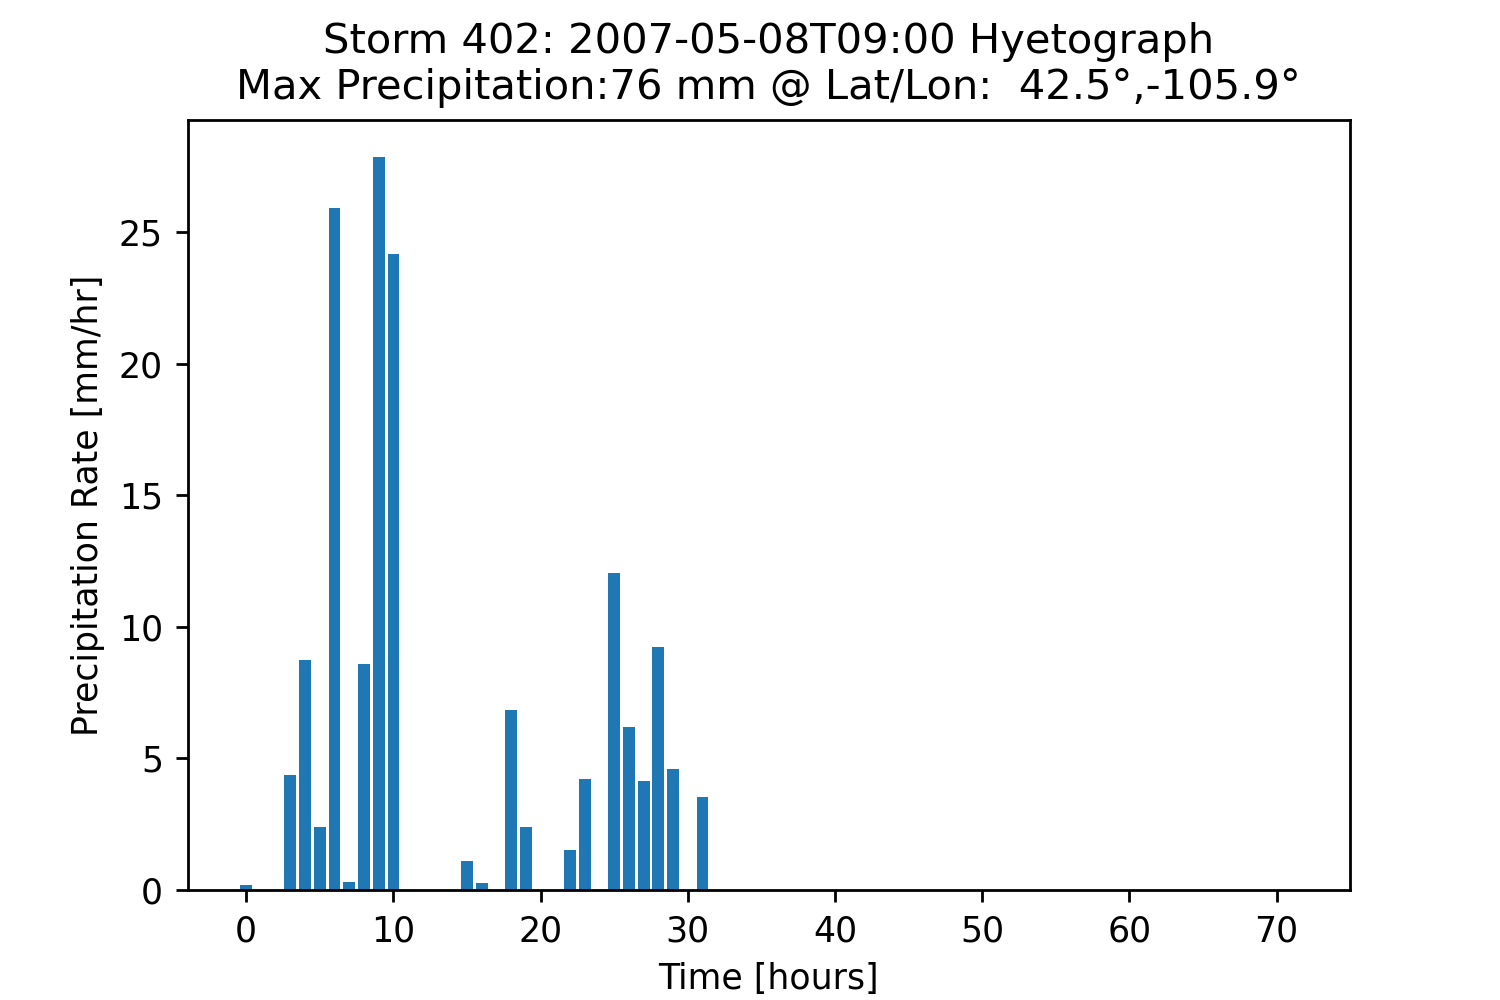 Storm 402: 2007-05-08T09:00 Hyetograph
Max Precipitation:76 mm @ Lat/Lon:  42.5°,-105.9°
Precipitation Rate [mm/hr]
25
20
15
10
5
0
0 10 20 30 40 50 60 70
Time [hours]